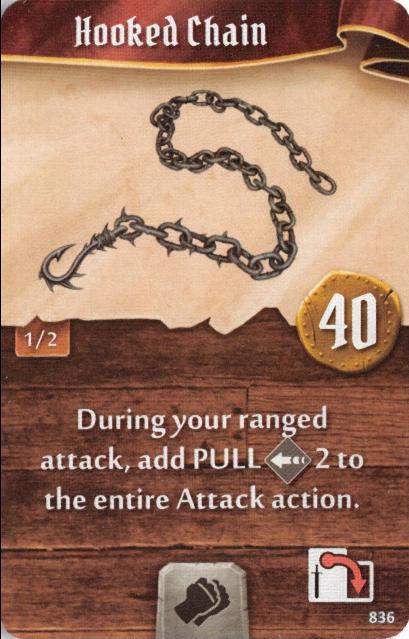 Hooked Chain
40
1/2
During your ranged
attack, add PULL 2 to
the entire Attack action.
836